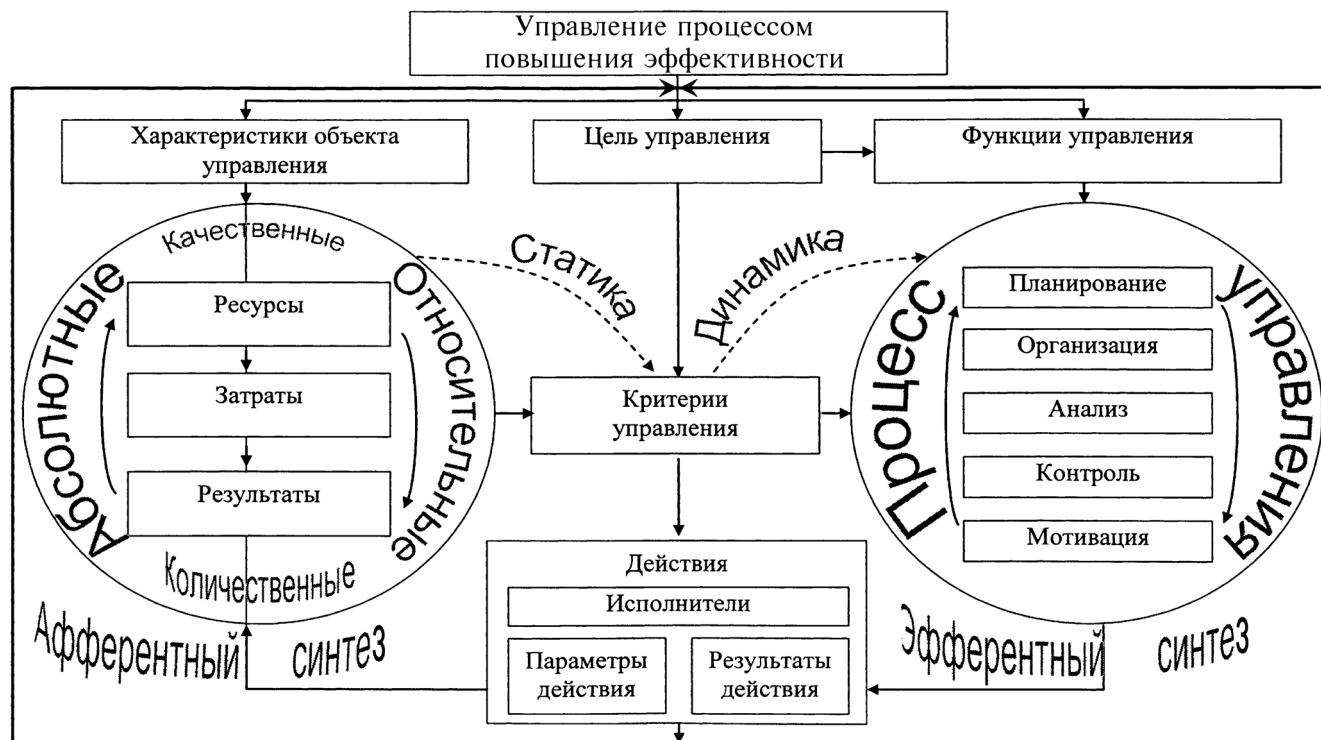 Управление процессом
повышения эффективности
Характеристики объекта
управления
Цель управления
Функции управления
Качественные
Абсолютные
Относительные
Количественные
Ресурсы
Затраты
Результаты
Афферентный синтез
Статика
Динамика
Критерии
управления
Процесс
управления
Планирование
Организация
Анализ
Контроль
Мотивация
Эфферентный синтез
Действия
Исполнители
Параметры
действия
Результаты
действия